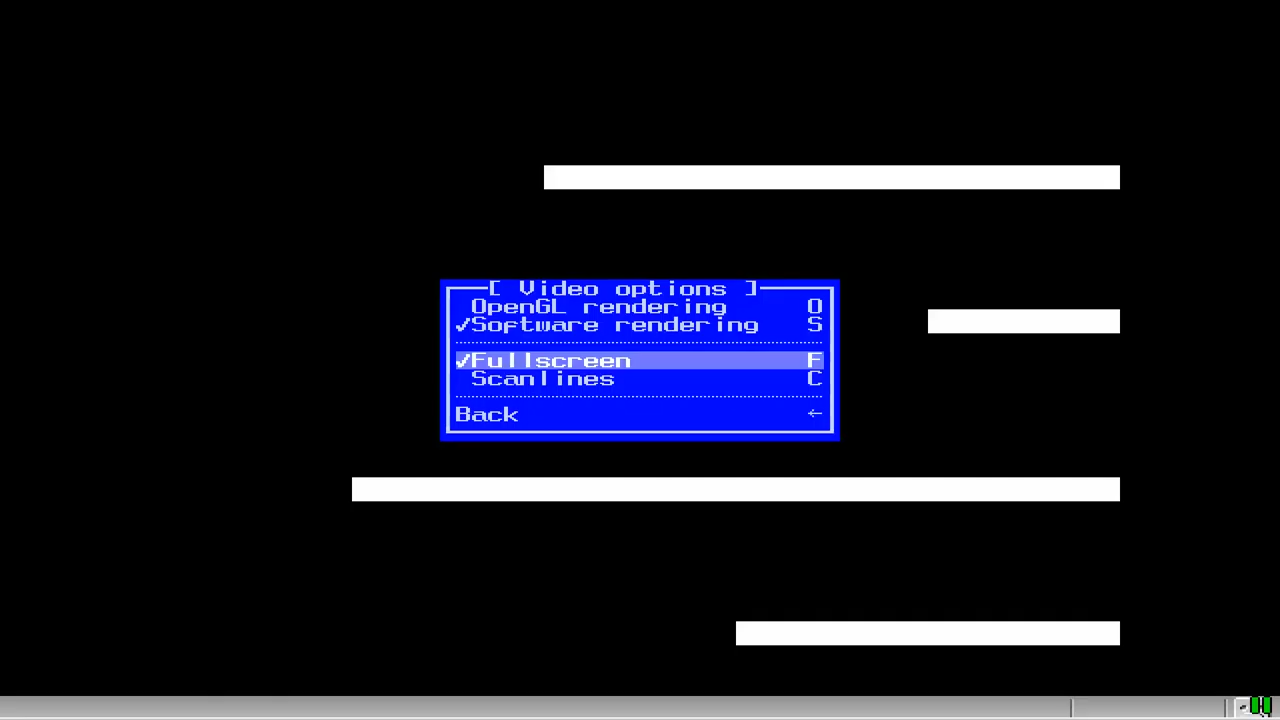 [ Video options ]
OpenGL rendering O
✓Software rendering S
✓Fullscreen F
Scanlines C
Back ←